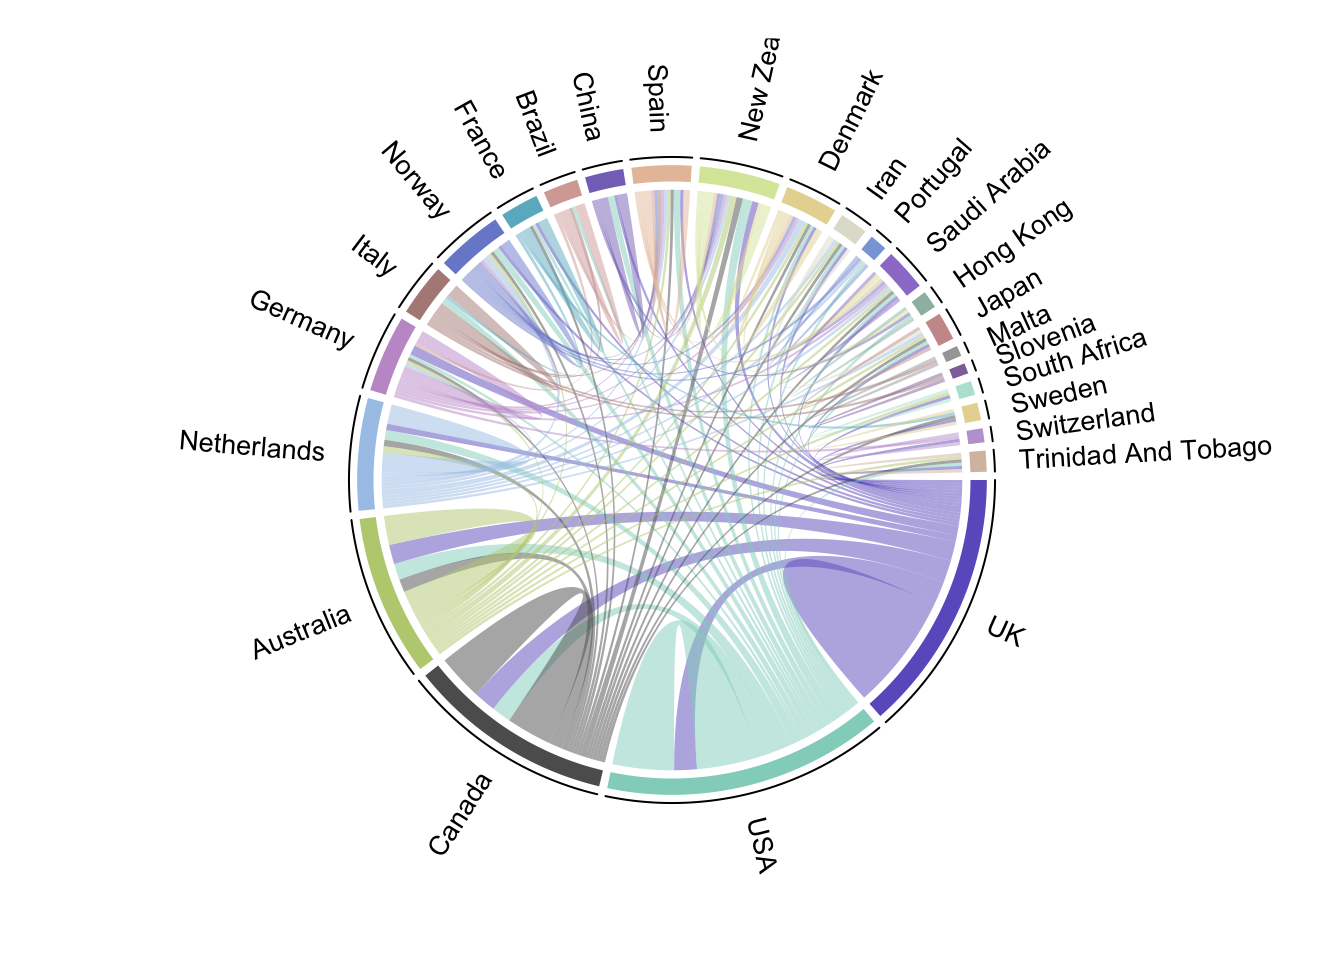 UK
USA
Canada
Australia
Netherlands
Germany
Italy
Norway
France
Brazil
China
Spain
New Zea
Denmark
Iran
Portugal
Saudi Arabia
Hong Kong
Japan
Malta
Slovenia
South Africa
Sweden
Switzerland
Trinidad And Tobago